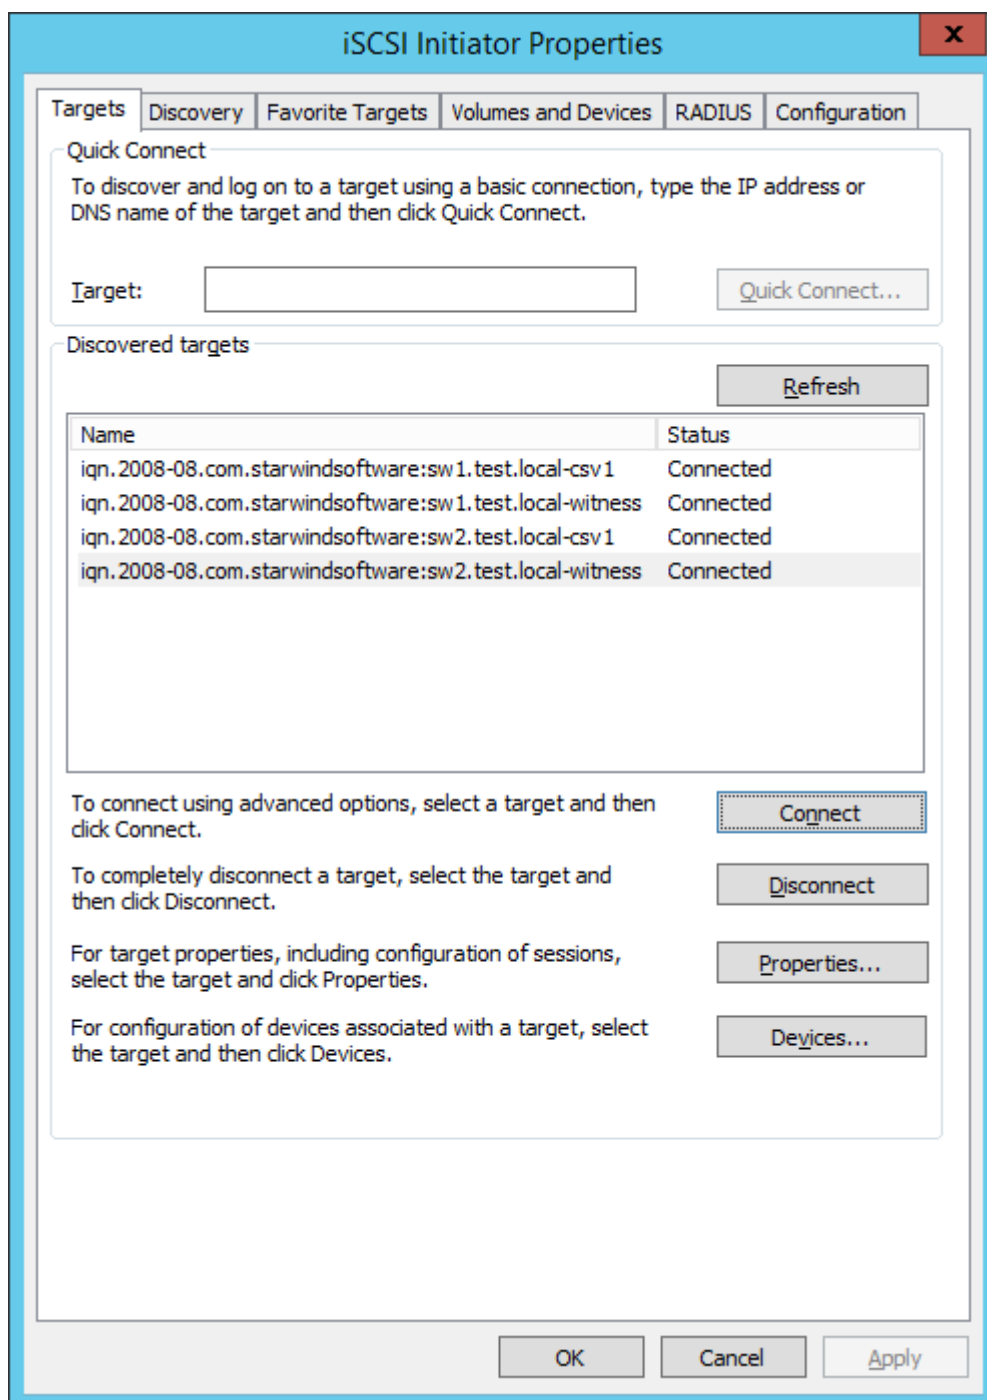 iSCSI Initiator Properties
x
Targets Discovery Favorite Targets Volumes and Devices RADIUS Configuration
Quick Connect
To discover and log on to a target using a basic connection, type the IP address or
DNS name of the target and then click Quick Connect.
Target: Quick Connect...
Discovered targets
Refresh
Name Status
iqn.2008-08.com.starwindsoftware:sw1.test.local-csv1 Connected
iqn.2008-08.com.starwindsoftware:sw1.test.local-witness Connected
iqn.2008-08.com.starwindsoftware:sw2.test.local-csv1 Connected
iqn.2008-08.com.starwindsoftware:sw2.test.local-witness Connected
To connect using advanced options, select a target and then
click Connect.
Connect
To completely disconnect a target, select the target and
then click Disconnect.
Disconnect
For target properties, including configuration of sessions,
select the target and click Properties.
Properties...
For configuration of devices associated with a target, select
the target and then click Devices.
Devices...
OK Cancel Apply